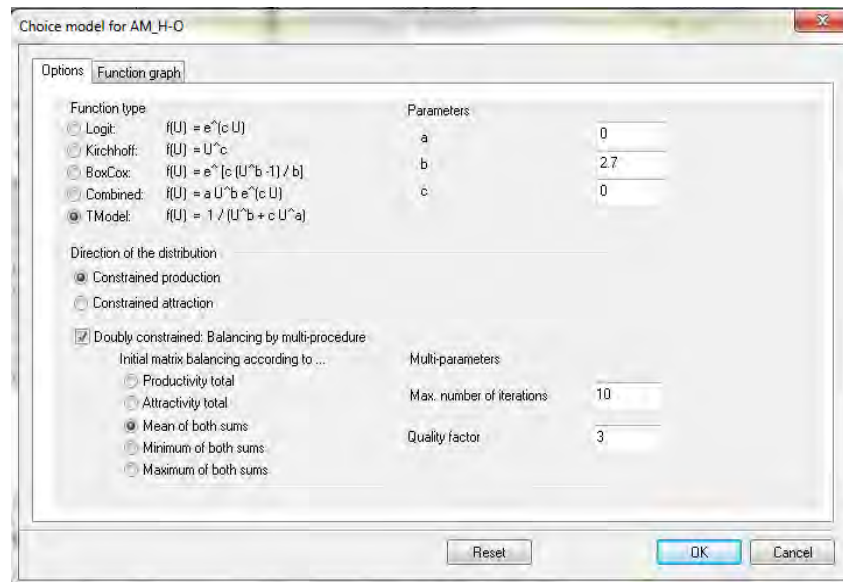 Choice model for AM_H-O
Options Function graph
Function type
Logit: f(U) = e^(c U)
Kirchhoff: f(U) = U^c
BoxCox: f(U) = e^ [c (U^b -1) / b]
Combined: f(U) = a U^b e^(c U)
TModel: f(U) = 1 / (U^b + c U^a)
Parameters
a 0
b 2.7
c 0
Direction of the distribution
Constrained production
Constrained attraction
Doubly constrained: Balancing by multi-procedure
Initial matrix balancing according to ...
Productivity total
Attractivity total
Mean of both sums
Minimum of both sums
Maximum of both sums
Multi-parameters
Max. number of iterations 10
Quality factor 3
Reset OK Cancel